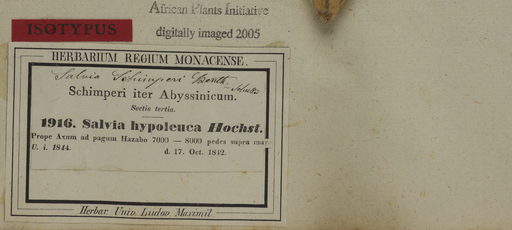 African Plants Initiative
ISOTYPUS
digitally imaged 2005
HERBARIUM REGIUM MONACENSE.
Salvia Schimperi Benth.
Schimperi iter Abyssinicum.
Sectio tertia.
1916. Salvia hypoleuca Hochst.
Prope Axum ad pagum Hazabo 7000 — 8000 pedes supra mare
U. i. 1844. d. 17. Oct. 1842.
Herbar. Univ. Ludov. Maximil